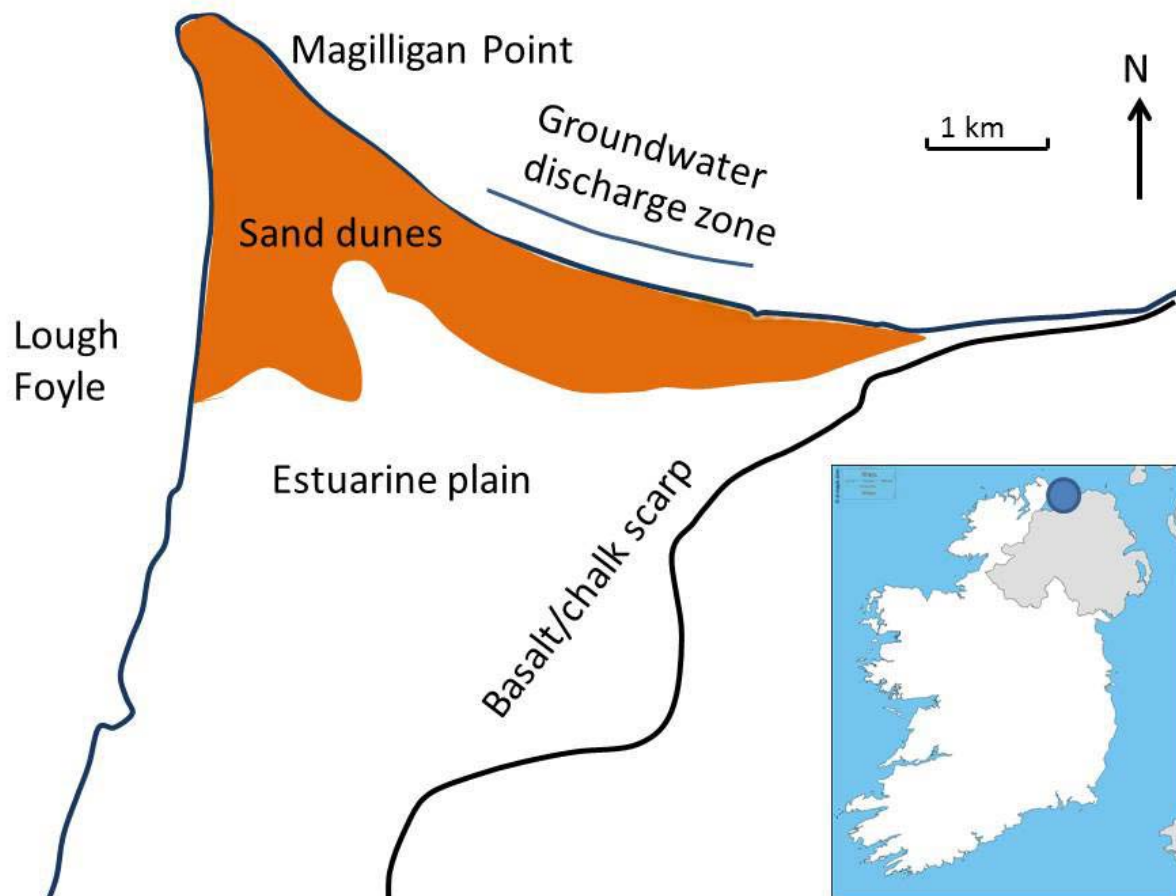 Magilligan Point
N
1 km
Groundwater
discharge zone
Sand dunes
Lough
Foyle
Estuarine plain
Basalt/chalk scarp